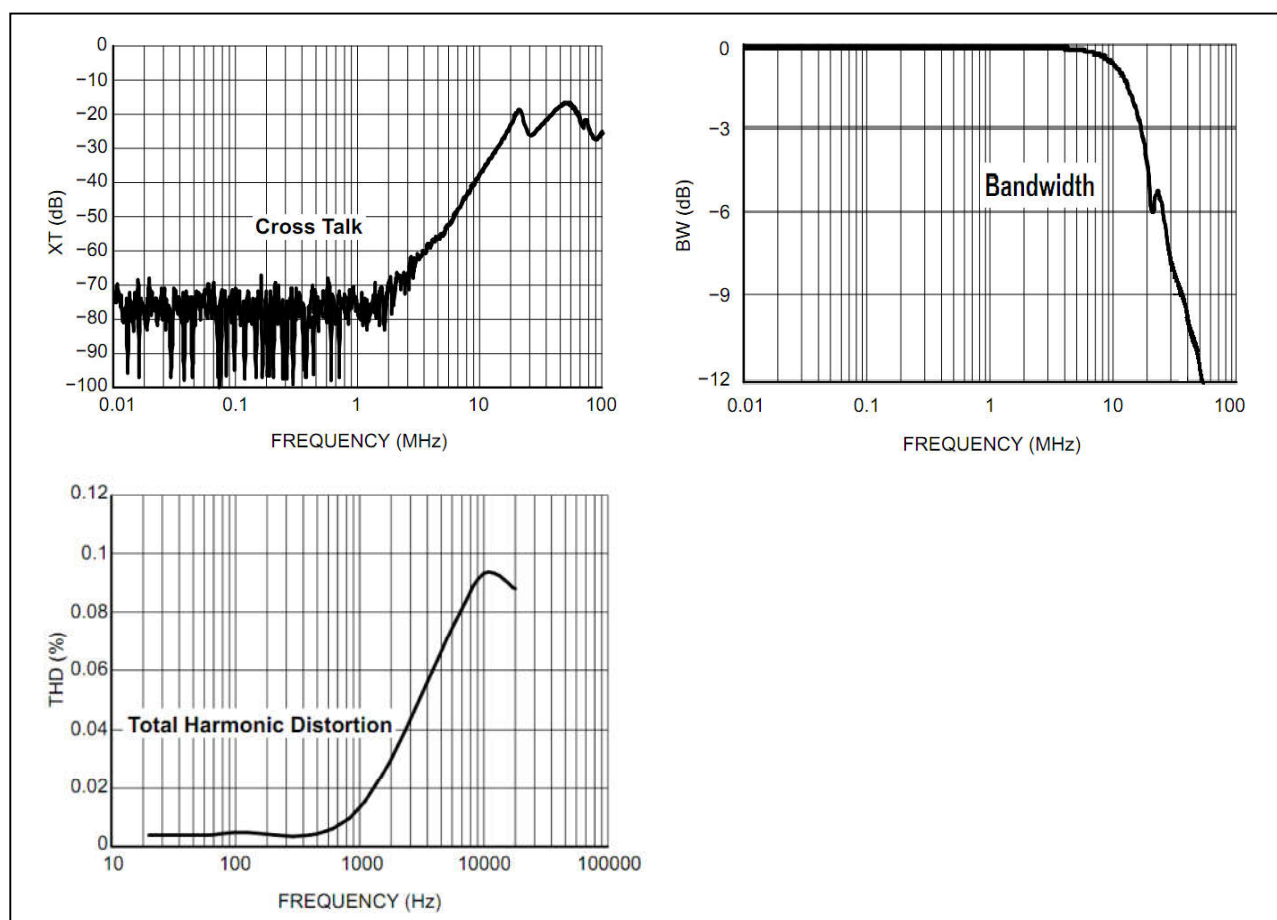 0
−10
−20
−30
−40
−50
−60
−70
−80
−90
−100
XT (dB)
Cross Talk
0.01 0.1 1 10 100
FREQUENCY (MHz)
0
−3
−6
−9
−12
BW (dB)
Bandwidth
0.01 0.1 1 10 100
FREQUENCY (MHz)
0.12
0.1
0.08
0.06
0.04
0.02
0
THD (%)
Total Harmonic Distortion
10 100 1000 10000 100000
FREQUENCY (Hz)